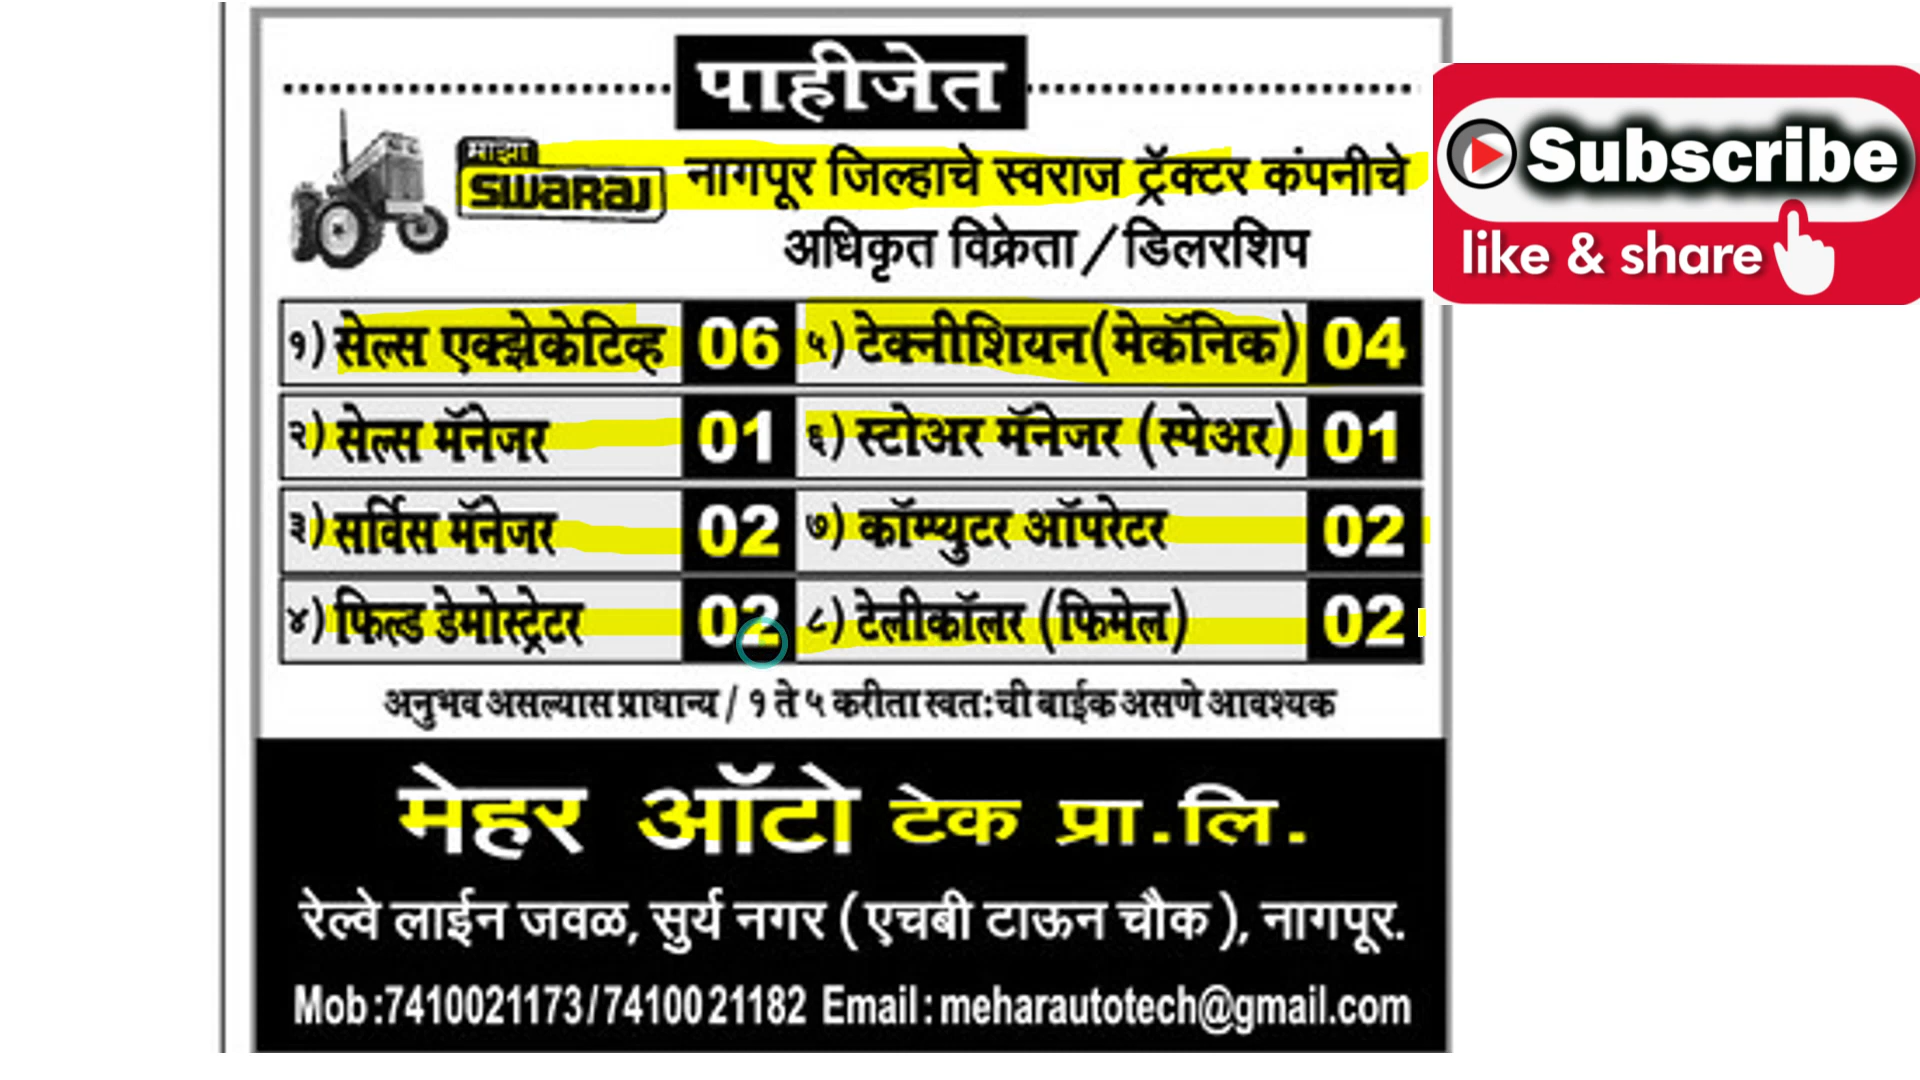 पाहीजेत
माझा
SWARAJ
नागपूर जिल्हाचे स्वराज ट्रॅक्टर कंपनीचे
अधिकृत विक्रेता / डिलरशिप
१) सेल्स एक्झेकेटिव्ह 06 ५) टेक्नीशियन(मेकॅनिक) 04
२) सेल्स मॅनेजर 01 ६) स्टोअर मॅनेजर (स्पेअर) 01
३) सर्विस मॅनेजर 02 ७) कॉम्प्युटर ऑपरेटर 02
४) फिल्ड डेमोस्ट्रेटर 02 ८) टेलीकॉलर (फिमेल) 02
अनुभव असल्यास प्राधान्य / १ ते ५ करीता स्वत:ची बाईक असणे आवश्यक
मेहर ऑटो टेक प्रा.लि.
रेल्वे लाईन जवळ, सुर्य नगर (एचबी टाऊन चौक), नागपूर.
Mob:7410021173/7410021182 Email:meharautotech@gmail.com
Subscribe
like & share